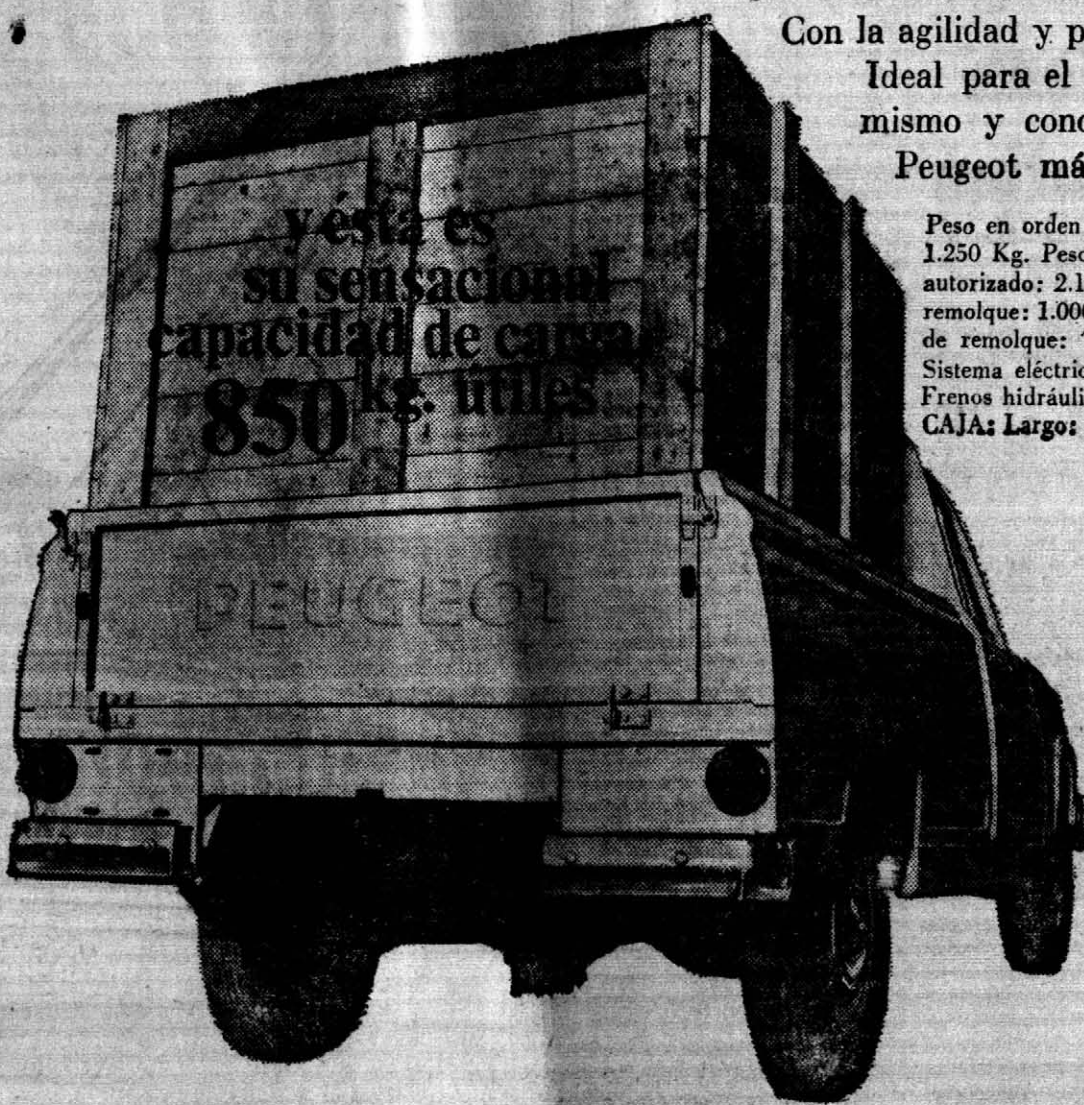 Con la agilidad y p
Ideal para el
mismo y cond
Peugeot má
Peso en orden
1.250 Kg. Peso
autorizado: 2.1
remolque: 1.000
de remolque:
Sistema eléctric
Frenos hidráuli
CAJA: Largo:
y ésta es
su sensacional
capacidad de carga
850 kg. útiles
PEUGEOT